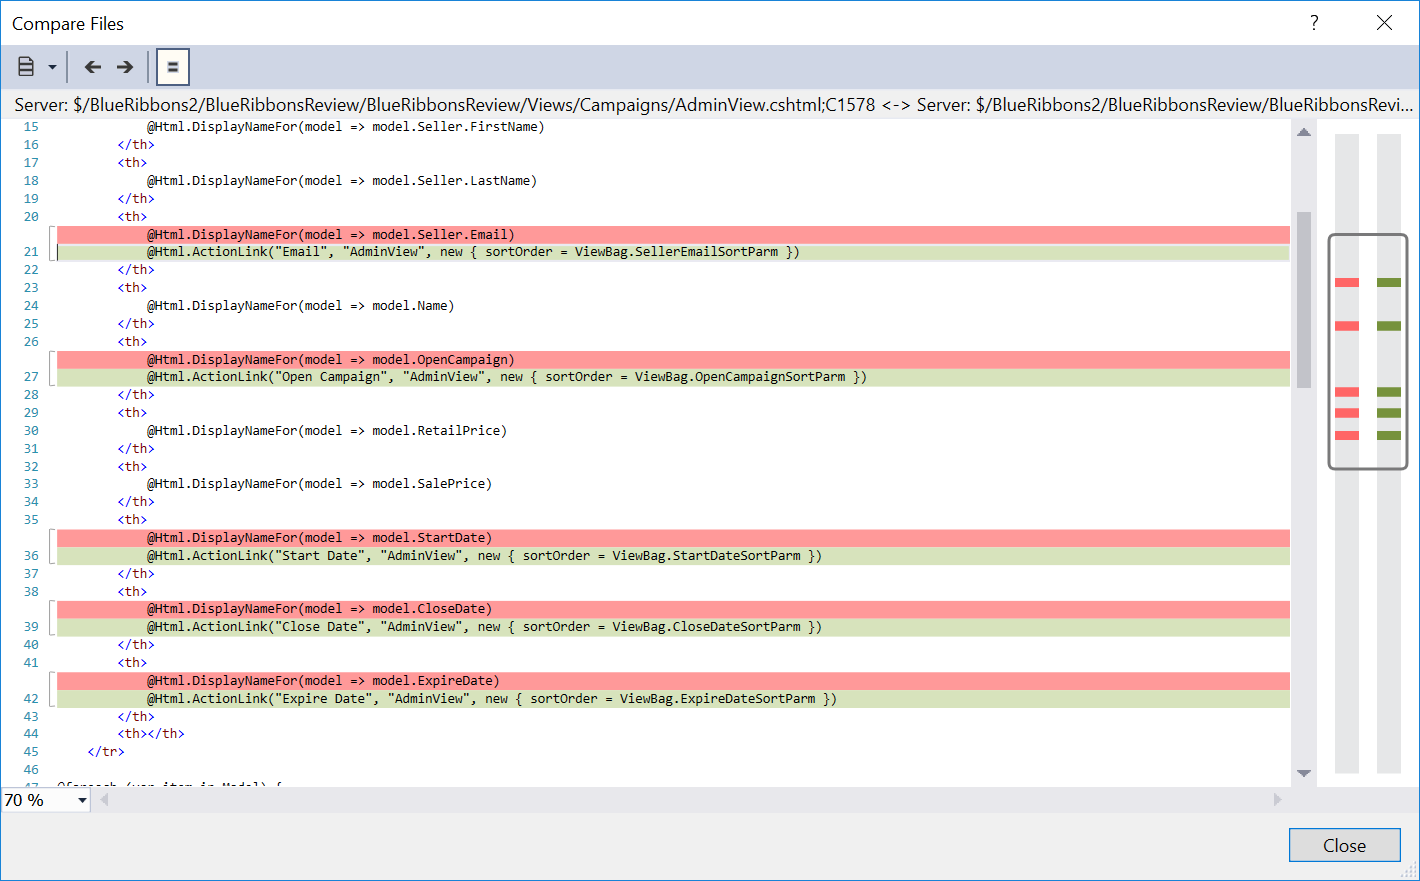 Compare Files
?
Server: $/BlueRibbons2/BlueRibbonsReview/BlueRibbonsReview/Views/Campaigns/AdminView.cshtml;C1578 <-> Server: $/BlueRibbons2/BlueRibbonsReview/BlueRibbonsRevi...
15 @Html.DisplayNameFor(model => model.Seller.FirstName)
16 </th>
17 <th>
18 @Html.DisplayNameFor(model => model.Seller.LastName)
19 </th>
20 <th>
@Html.DisplayNameFor(model => model.Seller.Email)
21 @Html.ActionLink("Email", "AdminView", new { sortOrder = ViewBag.SellerEmailSortParm })
22 </th>
23 <th>
24 @Html.DisplayNameFor(model => model.Name)
25 </th>
26 <th>
@Html.DisplayNameFor(model => model.OpenCampaign)
27 @Html.ActionLink("Open Campaign", "AdminView", new { sortOrder = ViewBag.OpenCampaignSortParm })
28 </th>
29 <th>
30 @Html.DisplayNameFor(model => model.RetailPrice)
31 </th>
32 <th>
33 @Html.DisplayNameFor(model => model.SalePrice)
34 </th>
35 <th>
@Html.DisplayNameFor(model => model.StartDate)
36 @Html.ActionLink("Start Date", "AdminView", new { sortOrder = ViewBag.StartDateSortParm })
37 </th>
38 <th>
@Html.DisplayNameFor(model => model.CloseDate)
39 @Html.ActionLink("Close Date", "AdminView", new { sortOrder = ViewBag.CloseDateSortParm })
40 </th>
41 <th>
@Html.DisplayNameFor(model => model.ExpireDate)
42 @Html.ActionLink("Expire Date", "AdminView", new { sortOrder = ViewBag.ExpireDateSortParm })
43 </th>
44 <th></th>
45 </tr>
46
47 @foreach (var item in Model) {
70 %
Close